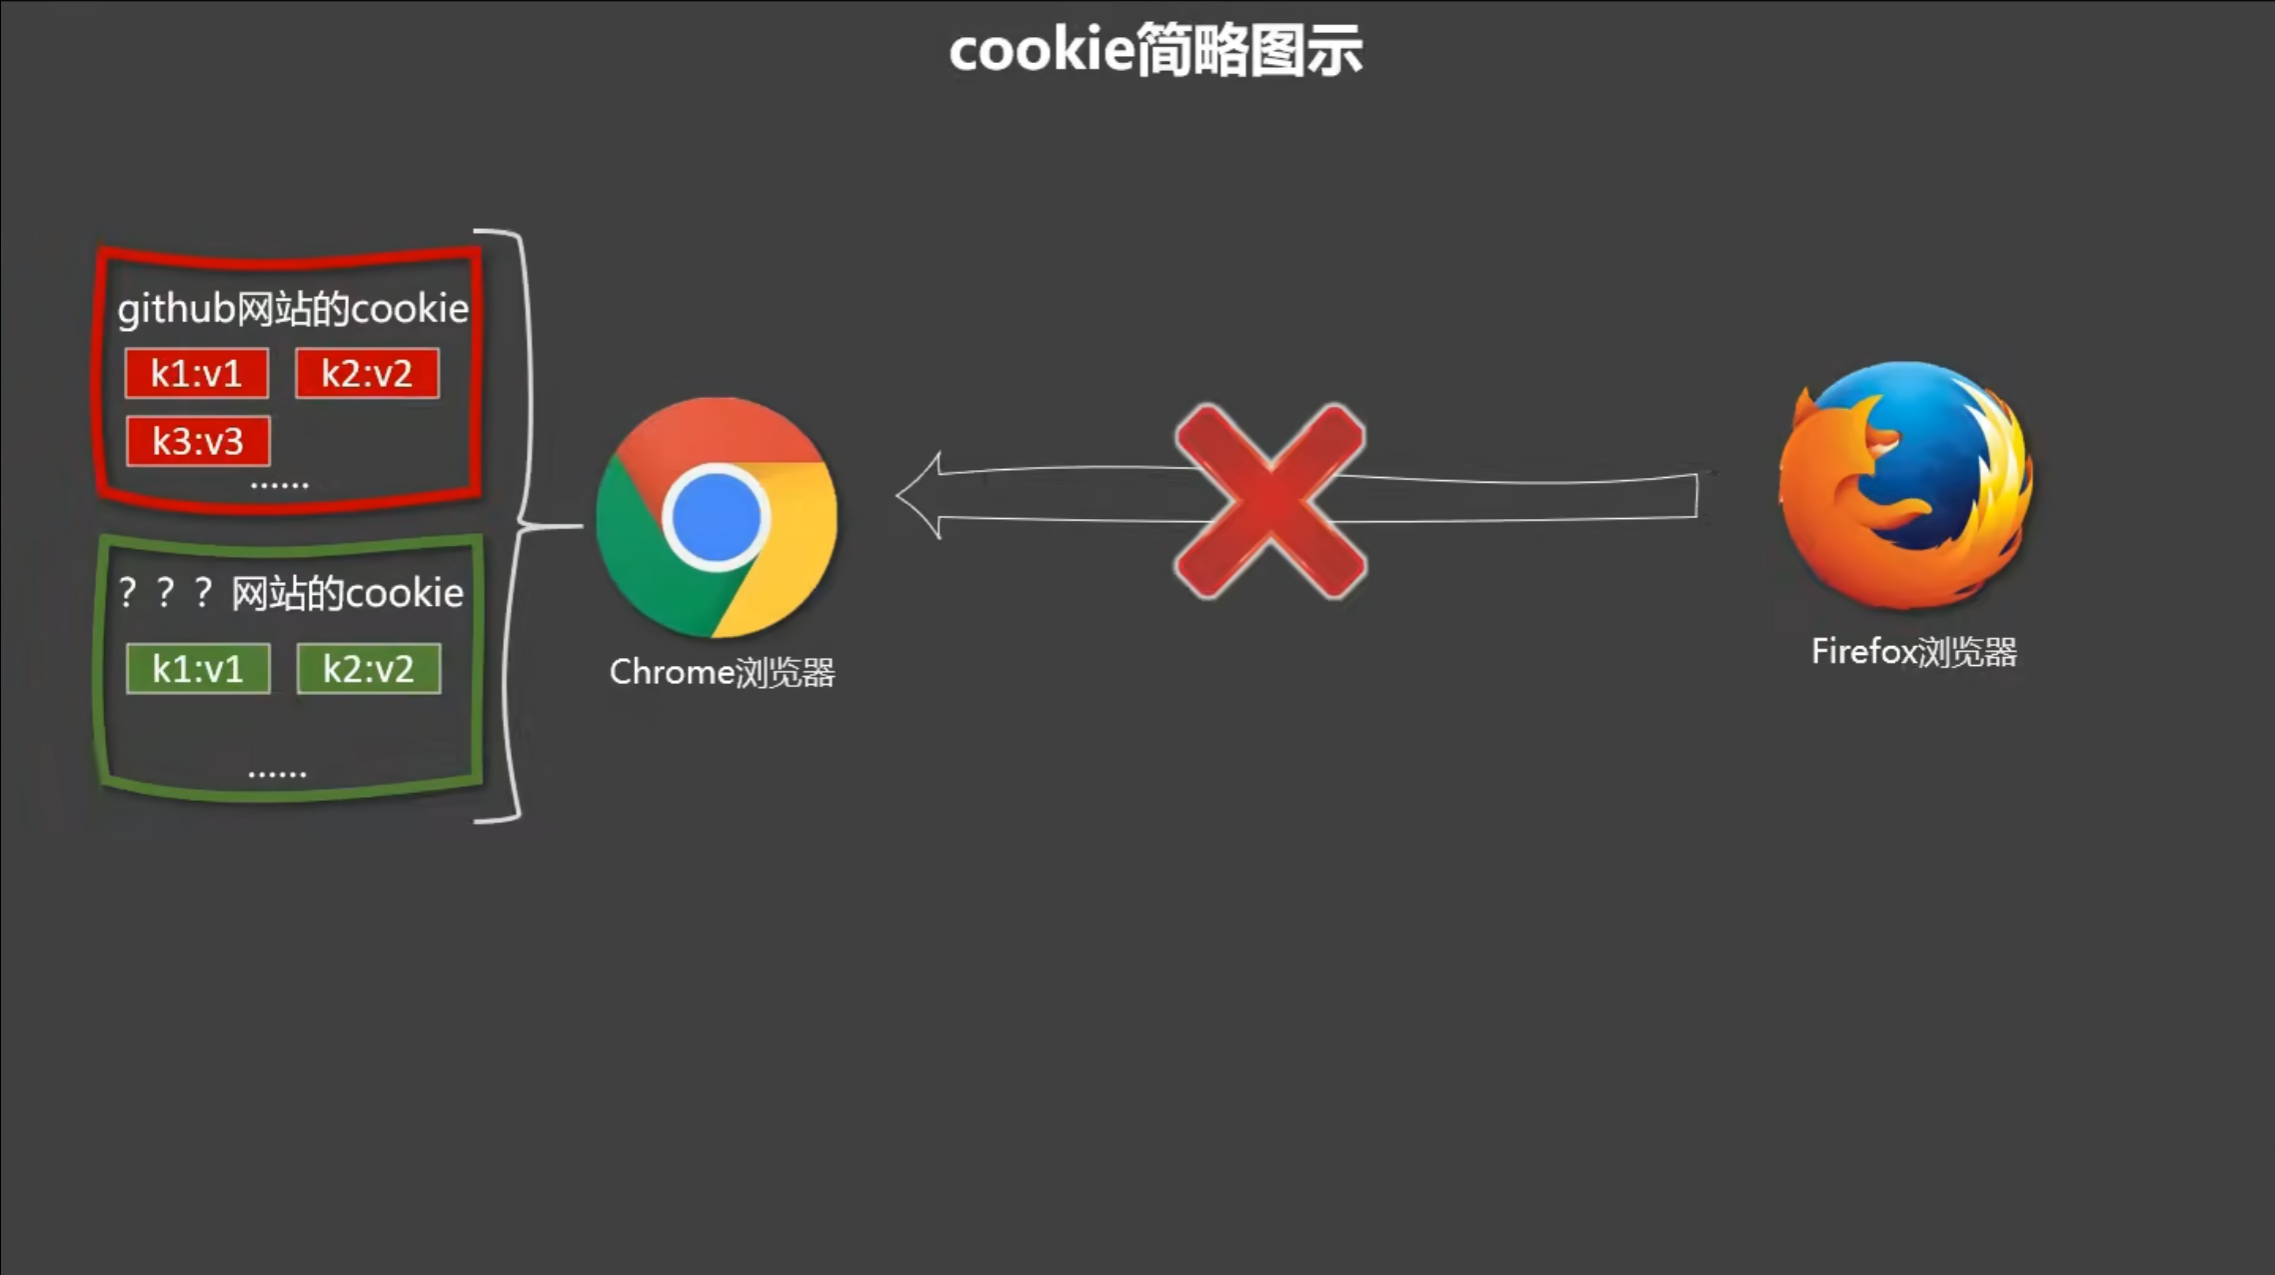 cookie简略图示
github网站的cookie
k1:v1 k2:v2
k3:v3
......
？？？网站的cookie
k1:v1 k2:v2
......
Chrome浏览器
Firefox浏览器